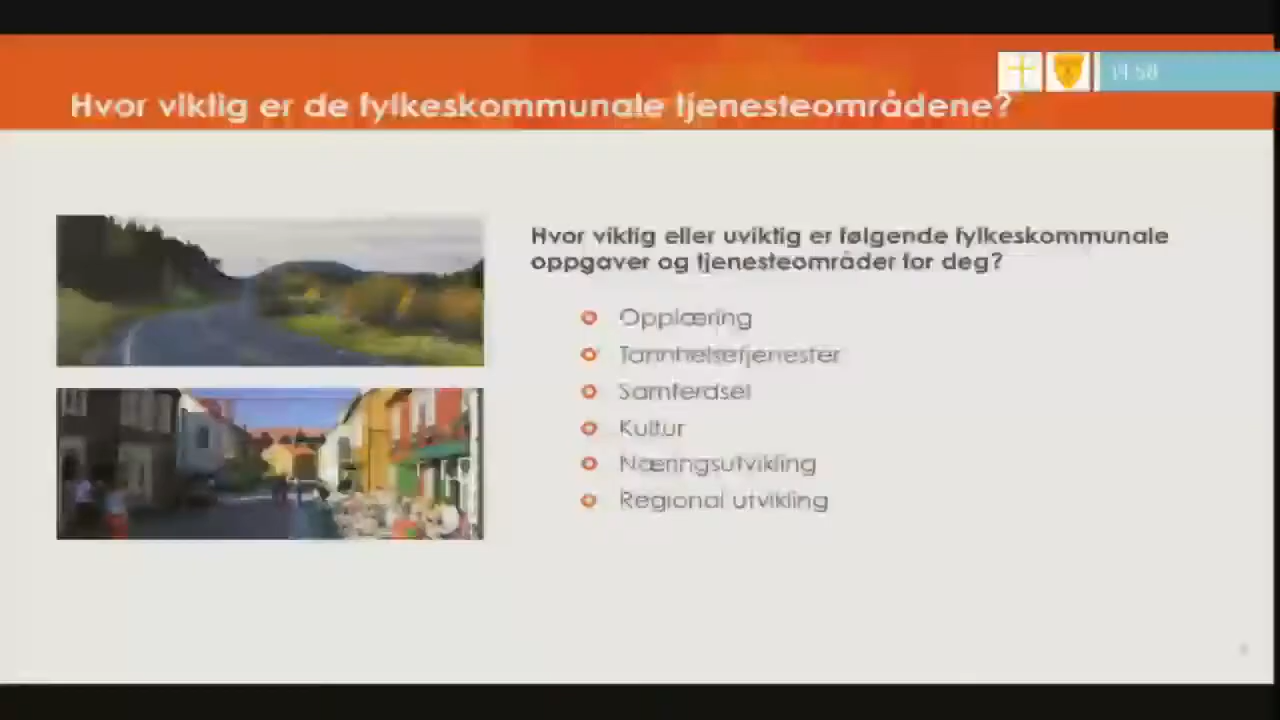 Hvor viktig er de fylkeskommunale tjenesteområdene?
Hvor viktig eller uviktig er følgende fylkeskommunale
oppgaver og tjenesteområder for deg?
Opplæring
Tannhelsetjenester
Samferdsel
Kultur
Næringsutvikling
Regional utvikling